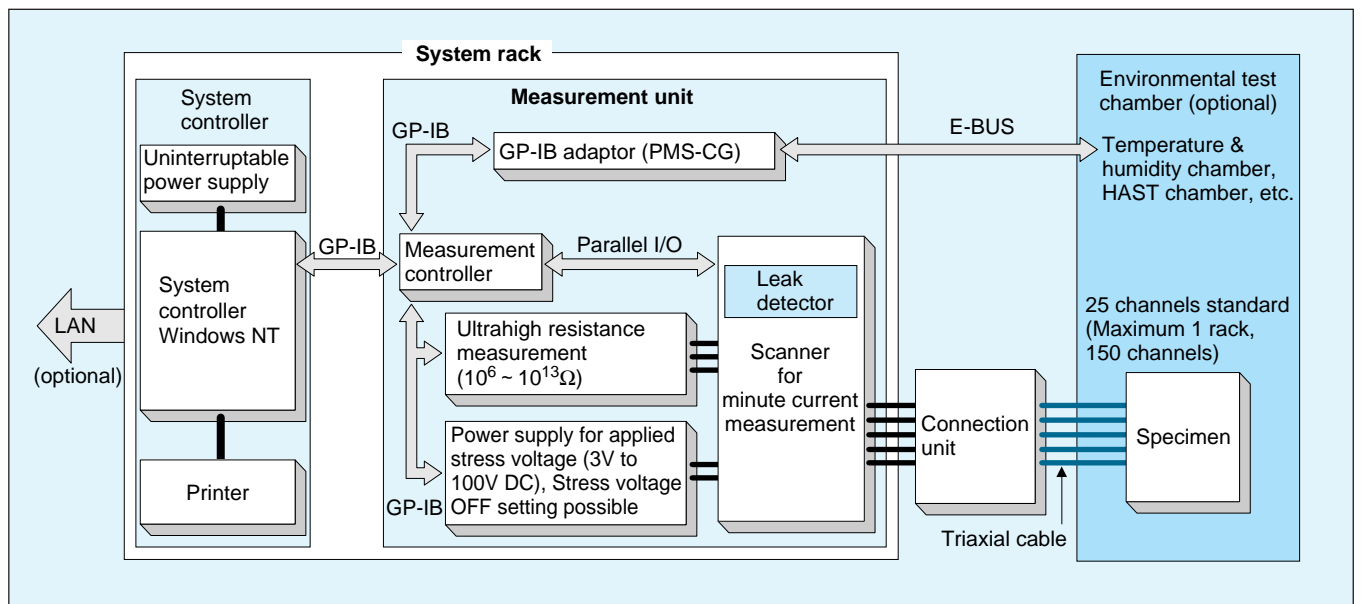 System rack
System
controller
Uninterruptable
power supply
System
controller
Windows NT
Printer
LAN
(optional)
GP-IB
Measurement unit
GP-IB
GP-IB adaptor (PMS-CG)
E-BUS
Measurement
controller
Parallel I/O
Leak
detector
Scanner
for
minute current
measurement
Ultrahigh resistance
measurement
(10⁶ ~ 10¹³Ω)
Power supply for applied
stress voltage (3V to
100V DC), Stress voltage
OFF setting possible
GP-IB
Connection
unit
Triaxial cable
Environmental test
chamber (optional)
Temperature &
humidity chamber,
HAST chamber, etc.
25 channels standard
(Maximum 1 rack,
150 channels)
Specimen